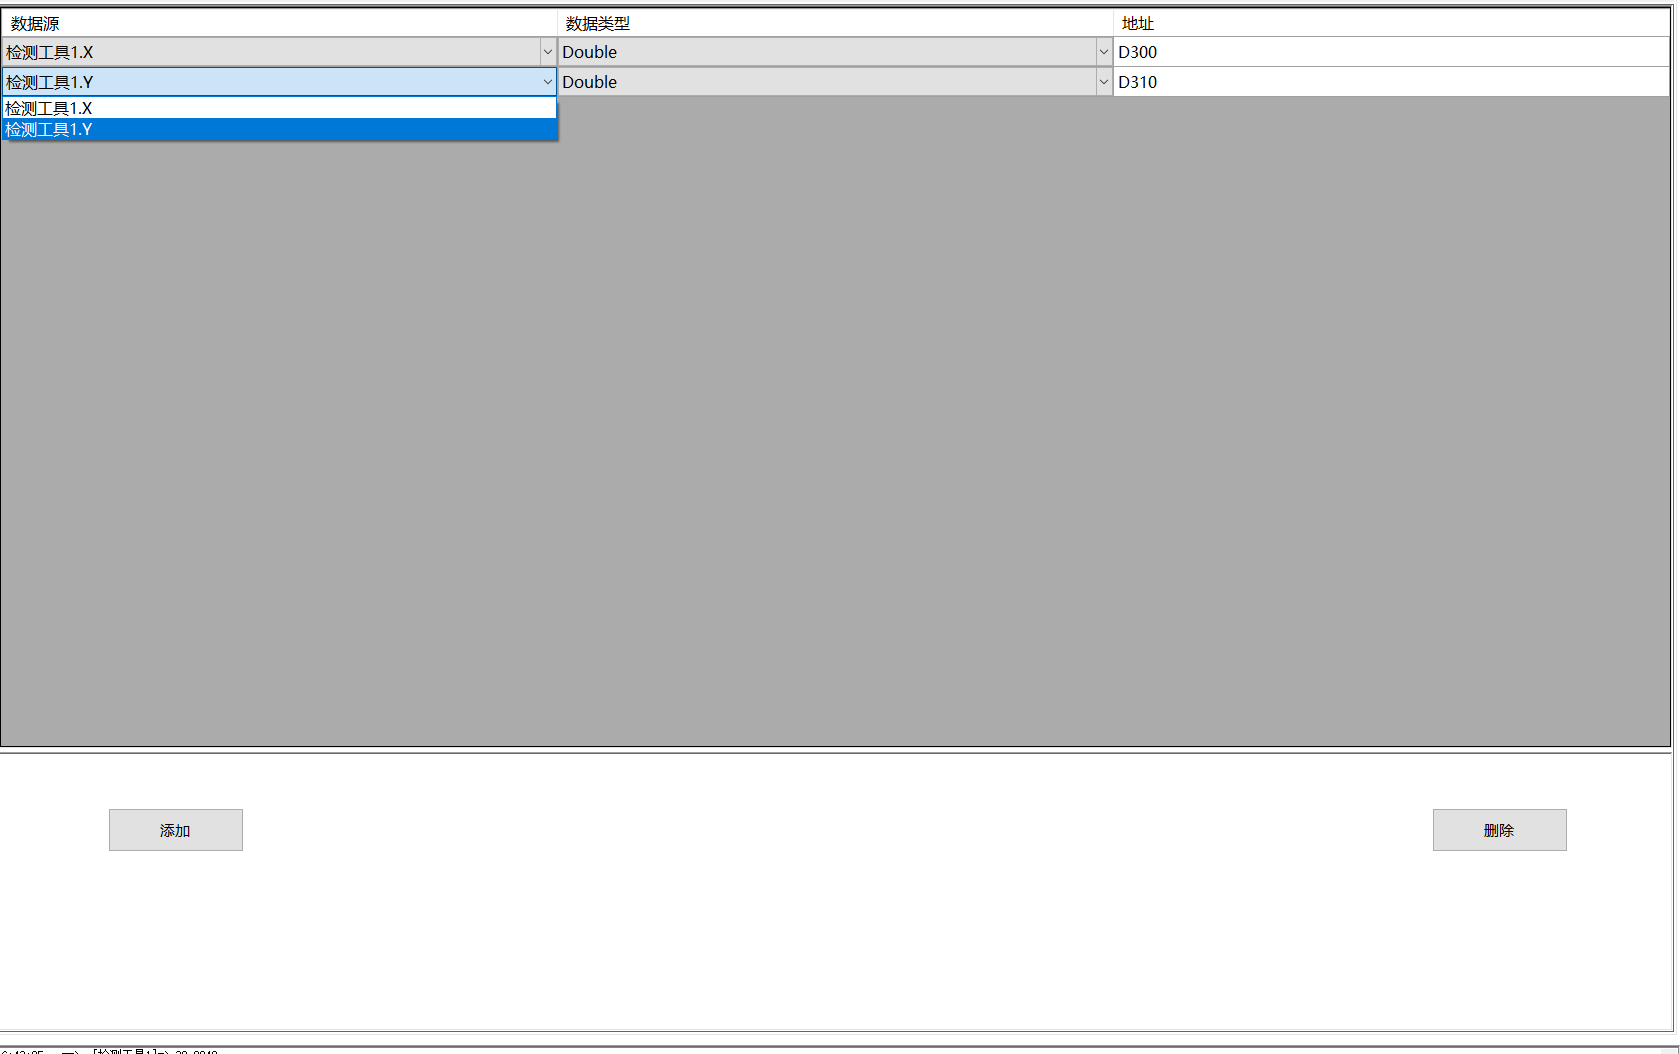 数据源 数据类型 地址
检测工具1.X Double D300
检测工具1.Y Double D310
检测工具1.X
检测工具1.Y
添加 删除